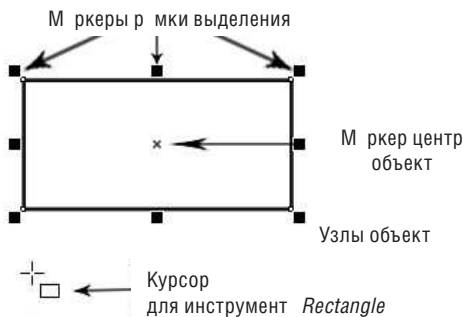 М ркеры р мки выделения
М ркер центр
объект
Узлы объект
Курсор
для инструмент Rectangle